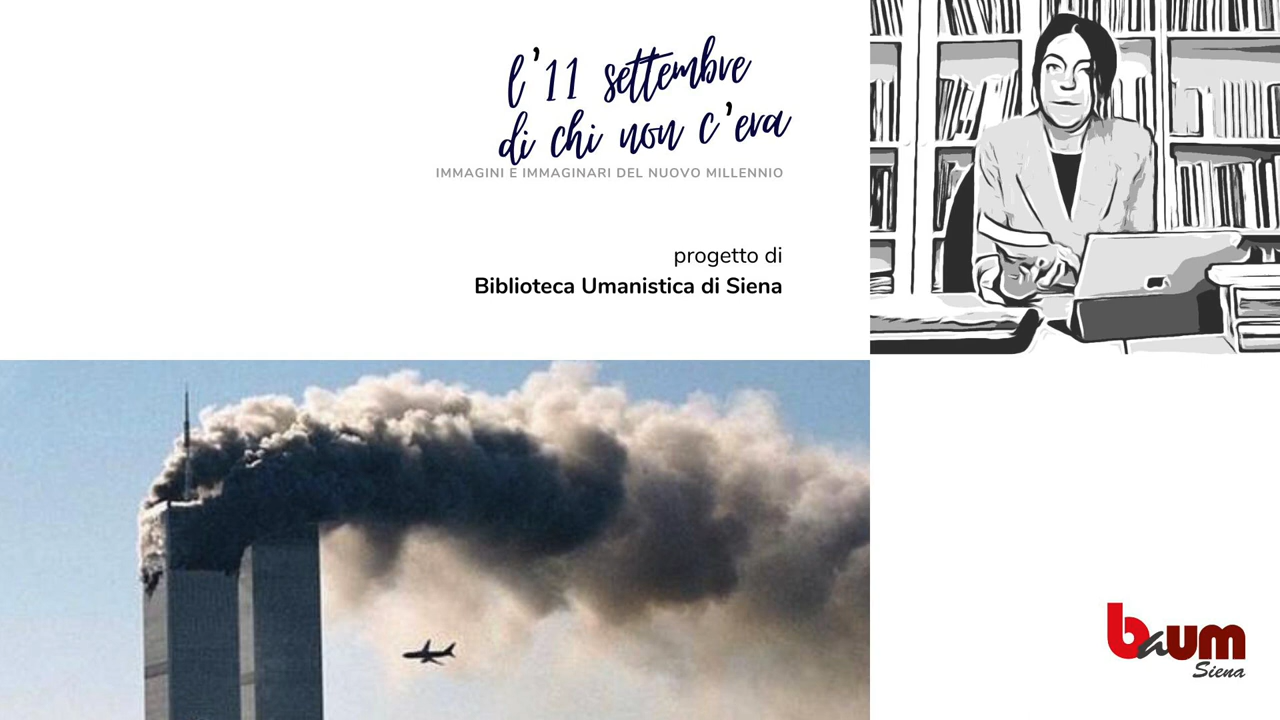 l'11 settembre
di chi non c'era
IMMAGINI E IMMAGINARI DEL NUOVO MILLENNIO
progetto di
Biblioteca Umanistica di Siena
baum
Siena